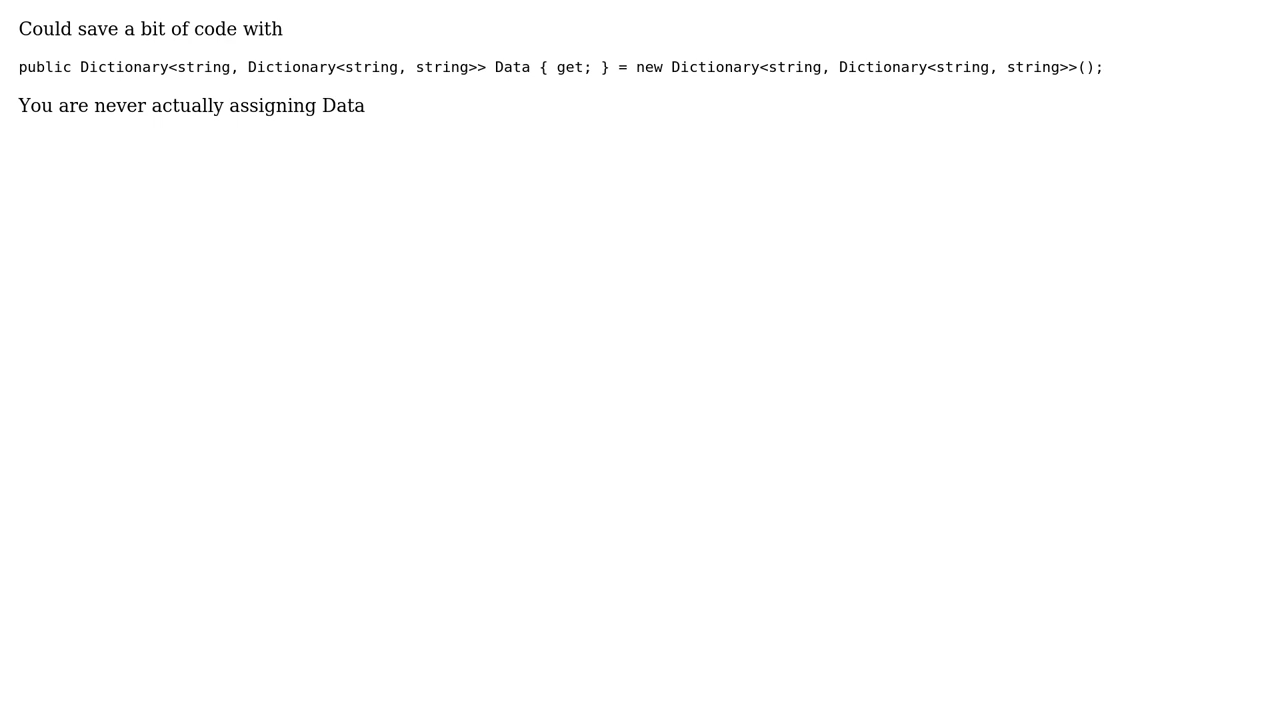 Could save a bit of code with
public Dictionary<string, Dictionary<string, string>> Data { get; } = new Dictionary<string, Dictionary<string, string>>();
You are never actually assigning Data